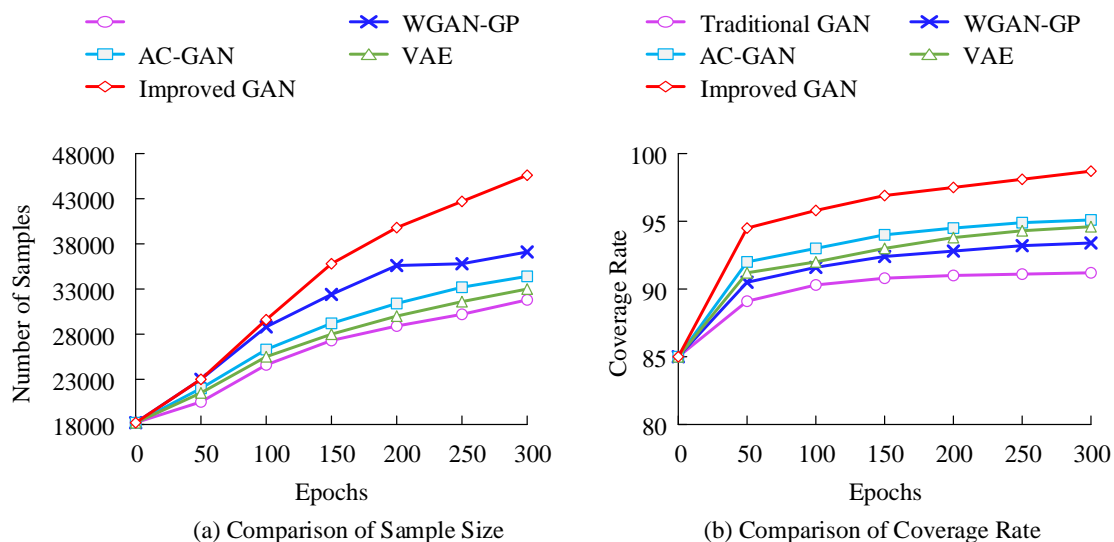 WGAN-GP
AC-GAN VAE
Improved GAN
48000
43000
38000
33000
28000
23000
18000
Number of Samples
0 50 100 150 200 250 300
Epochs
(a) Comparison of Sample Size
Traditional GAN WGAN-GP
AC-GAN VAE
Improved GAN
100
95
90
85
80
Coverage Rate
0 50 100 150 200 250 300
Epochs
(b) Comparison of Coverage Rate